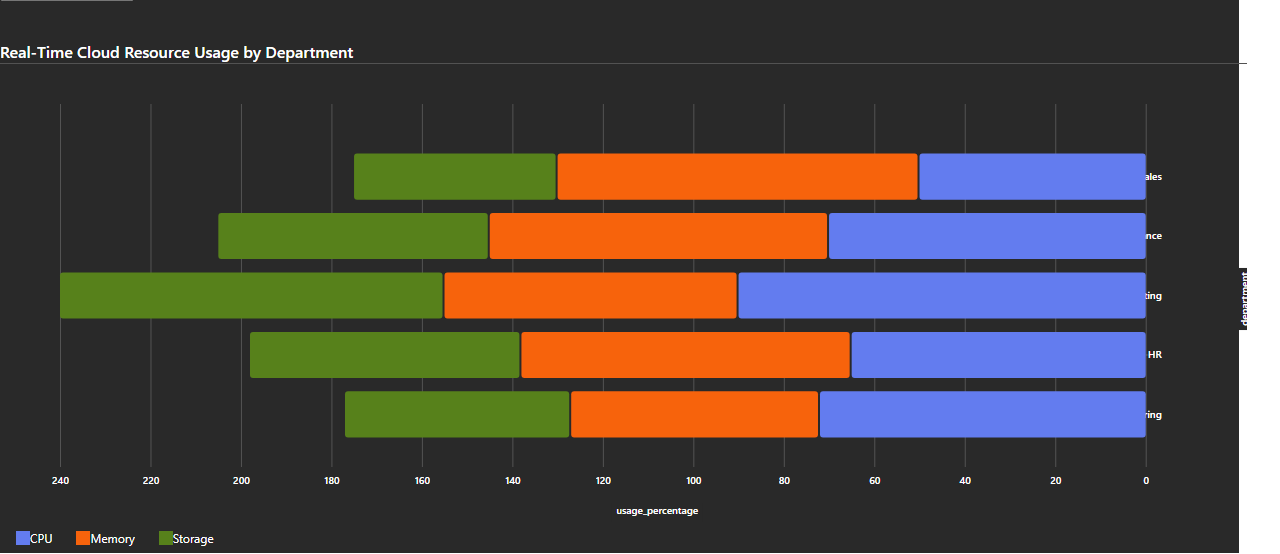 Real-Time Cloud Resource Usage by Department
ales
nce
ting
HR
ring
department
240 220 200 180 160 140 120 100 80 60 40 20 0
usage_percentage
CPU Memory Storage